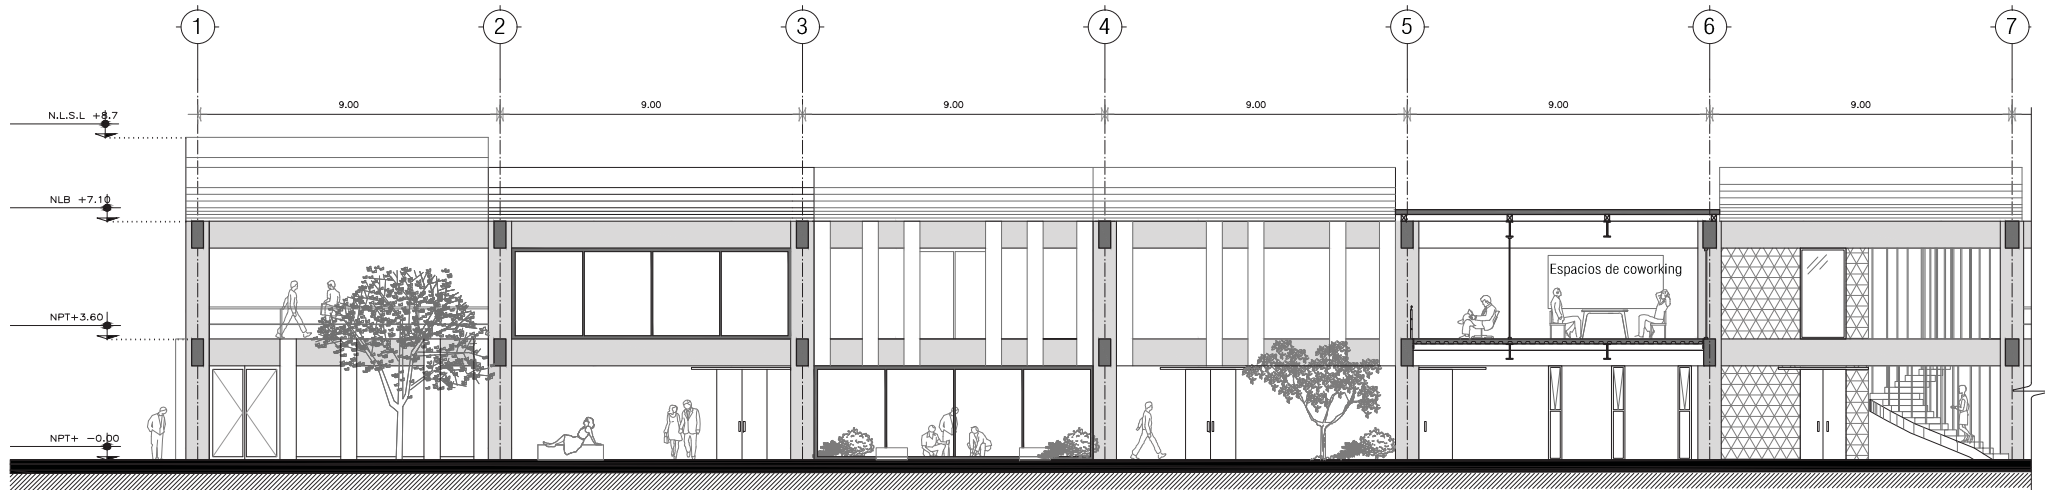 1 2 3 4 5 6 7
9.00 9.00 9.00 9.00 9.00 9.00
N.L.S.L +8.7
NLB +7.10
Espacios de coworking
NPT+3.60
NPT+ -0.00